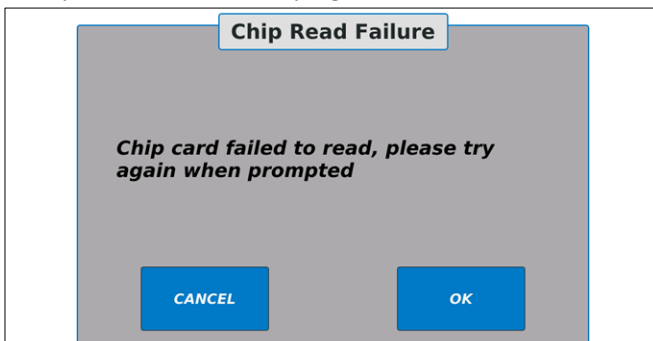 Chip Read Failure
Chip card failed to read, please try
again when prompted
CANCEL
OK